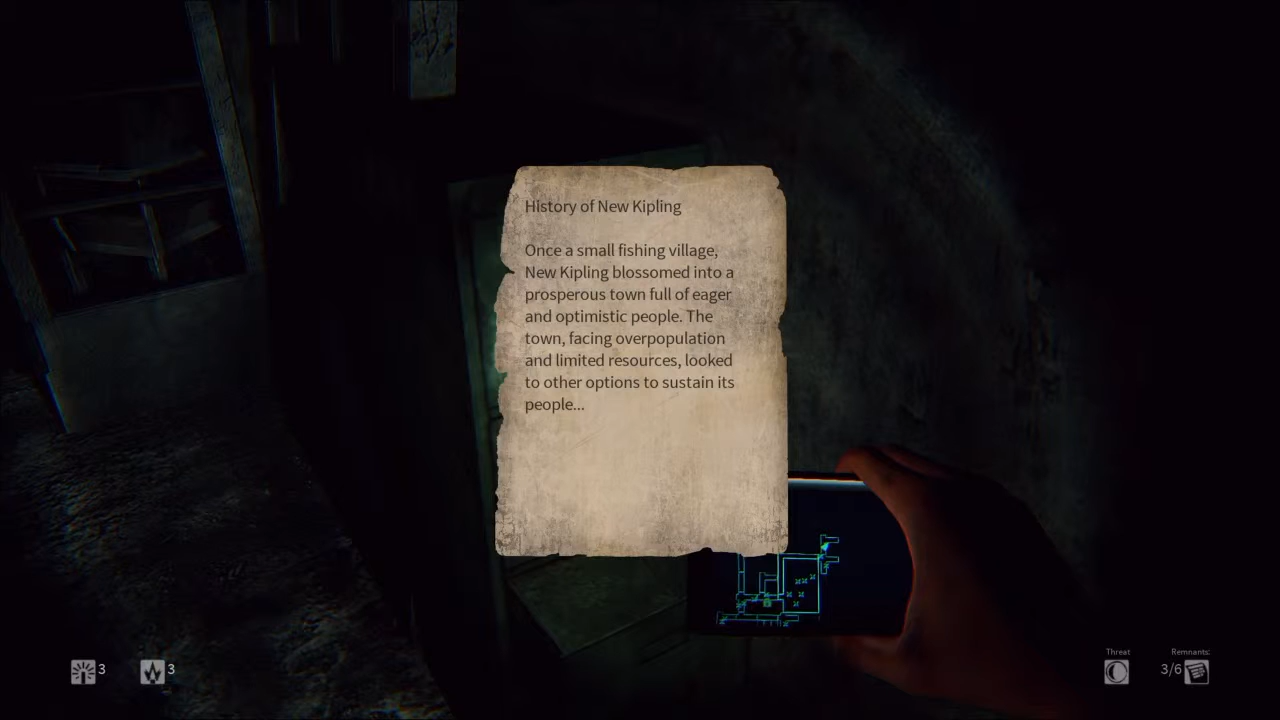 History of New Kipling
Once a small fishing village,
New Kipling blossomed into a
prosperous town full of eager
and optimistic people. The
town, facing overpopulation
and limited resources, looked
to other options to sustain its
people...
3
3
Threat
Remnants:
3/6